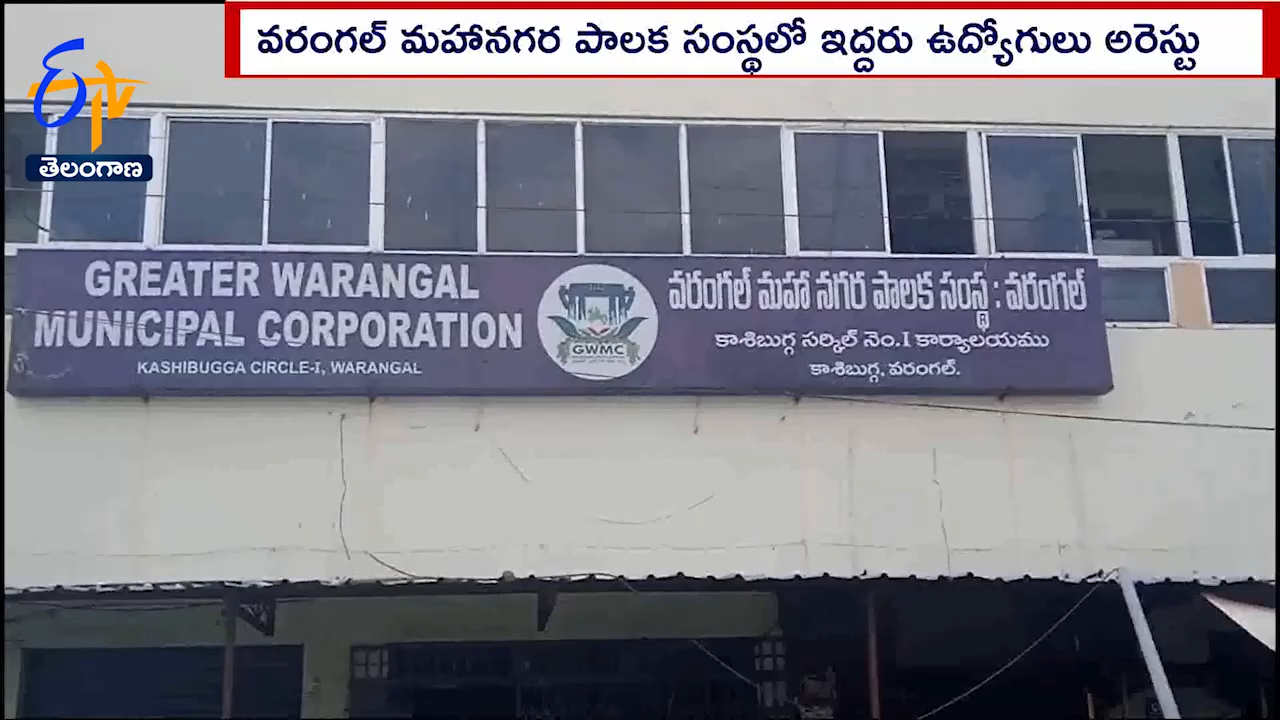 వరంగల్ మహానగర పాలక సంస్థలో ఇద్దరు ఉద్యోగులు అరెస్టు
ETV
తెలంగాణ
GREATER WARANGAL
MUNICIPAL CORPORATION
KASHIBUGGA CIRCLE-I, WARANGAL
GWMC
వరంగల్ మహా నగర పాలక సంస్థ : వరంగల్
కాశిబుగ్గ సర్కిల్ నెం.I కార్యాలయము
కాశిబుగ్గ, వరంగల్.